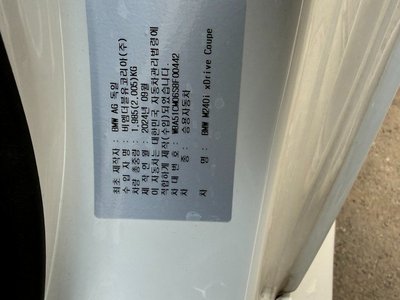 최초 제작자 : BMW AG 독일
수 입 자 명 : 비엠더블유코리아(주)
차량 총중량 : 1.985(2.005)KG
제 작 연 월 : 2024년 09월
이 자동차는 대한민국 자동차관리법령에
적합하게 제작(수입)되었습니다.
차 대 번 호 : WBA51CM06S8F00442
차 종 : 승용자동차
차 명 : BMW M240i xDrive Coupe